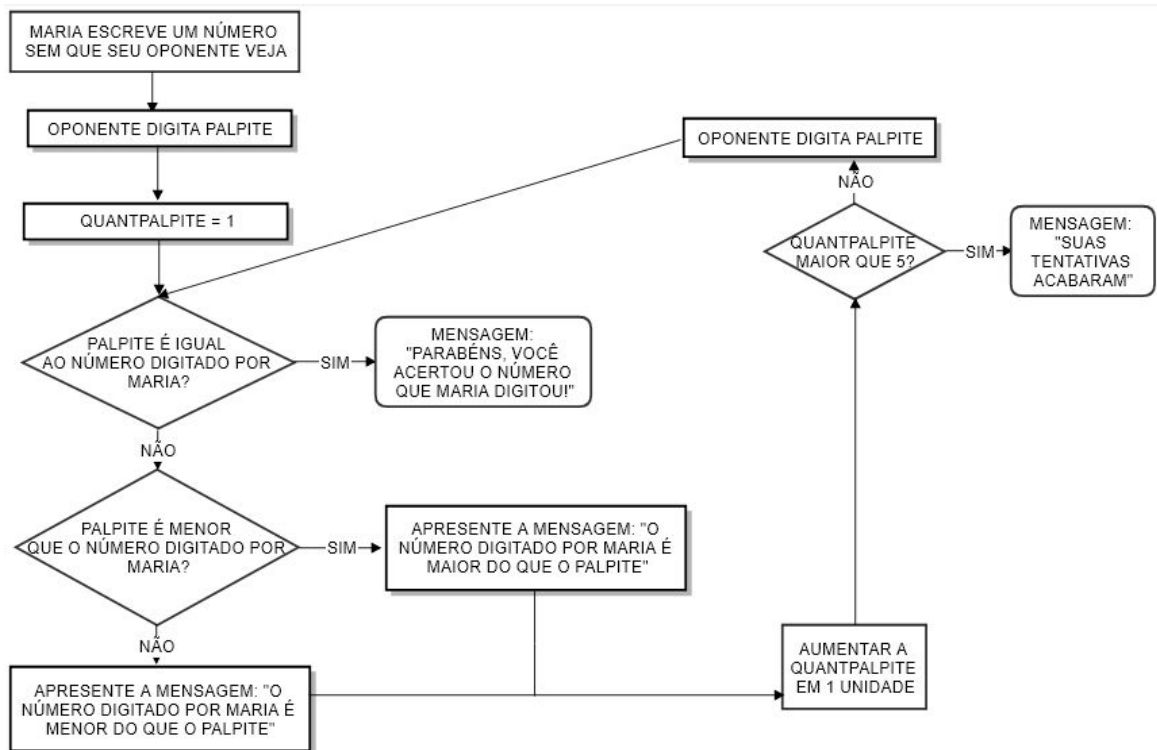 MARIA ESCREVE UM NÚMERO
SEM QUE SEU OPONENTE VEJA
OPONENTE DIGITA PALPITE
QUANTPALPITE = 1
PALPITE É IGUAL
AO NÚMERO DIGITADO POR
MARIA?
SIM
MENSAGEM:
"PARABÉNS, VOCÊ
ACERTOU O NÚMERO
QUE MARIA DIGITOU!"
NÃO
PALPITE É MENOR
QUE O NÚMERO DIGITADO POR
MARIA?
SIM
APRESENTE A MENSAGEM: "O
NÚMERO DIGITADO POR MARIA É
MAIOR DO QUE O PALPITE"
NÃO
APRESENTE A MENSAGEM: "O
NÚMERO DIGITADO POR MARIA É
MENOR DO QUE O PALPITE"
AUMENTAR A
QUANTPALPITE
EM 1 UNIDADE
QUANTPALPITE
MAIOR QUE 5?
SIM
MENSAGEM:
"SUAS
TENTATIVAS
ACABARAM"
NÃO
OPONENTE DIGITA PALPITE